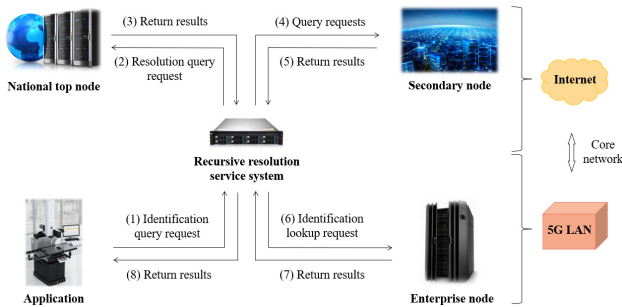 (3) Return results
(4) Query requests
(2) Resolution query
request
(5) Return results
National top node
Secondary node
Internet
Recursive resolution
service system
Core
network
(1) Identification
query request
(6) Identification
lookup request
5G LAN
(8) Return results
(7) Return results
Application
Enterprise node